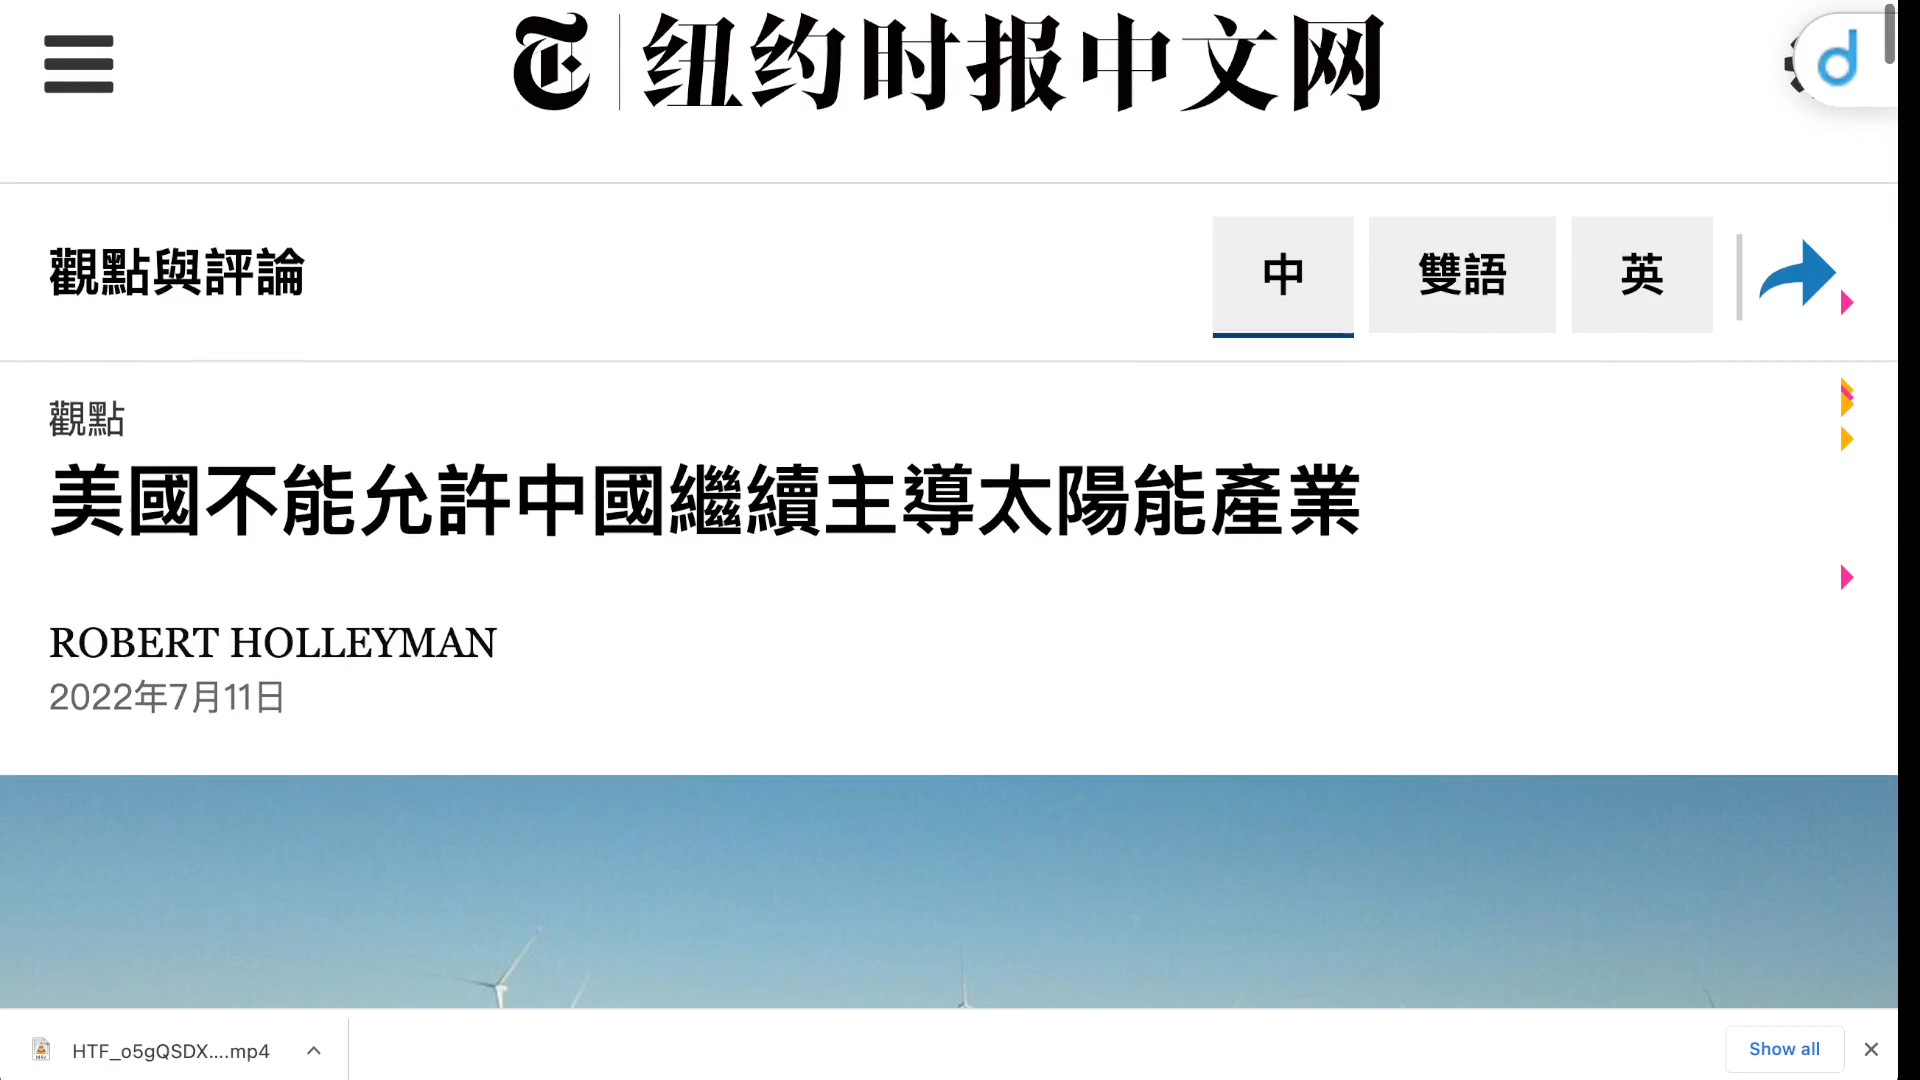 纽约时报中文网
觀點與評論
中 雙語 英
觀點
美國不能允許中國繼續主導太陽能產業
ROBERT HOLLEYMAN
2022年7月11日
HTF_o5gQSDX....mp4
Show all